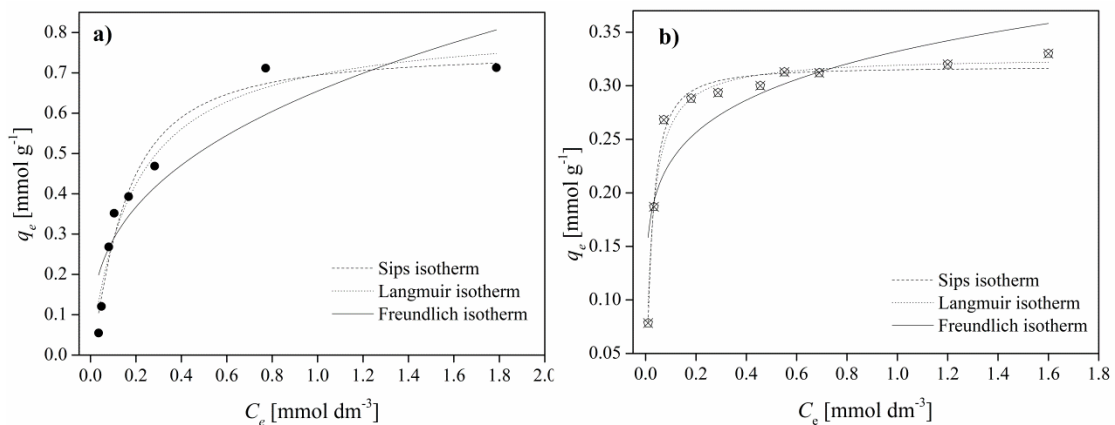 a)
q_e [mmol g⁻¹]
0.8
0.7
0.6
0.5
0.4
0.3
0.2
0.1
0.0
Sips isotherm
Langmuir isotherm
Freundlich isotherm
0.0 0.2 0.4 0.6 0.8 1.0 1.2 1.4 1.6 1.8 2.0
C_e [mmol dm⁻³]
b)
q_e [mmol g⁻¹]
0.35
0.30
0.25
0.20
0.15
0.10
0.05
Sips isotherm
Langmuir isotherm
Freundlich isotherm
0.0 0.2 0.4 0.6 0.8 1.0 1.2 1.4 1.6 1.8
C_e [mmol dm⁻³]